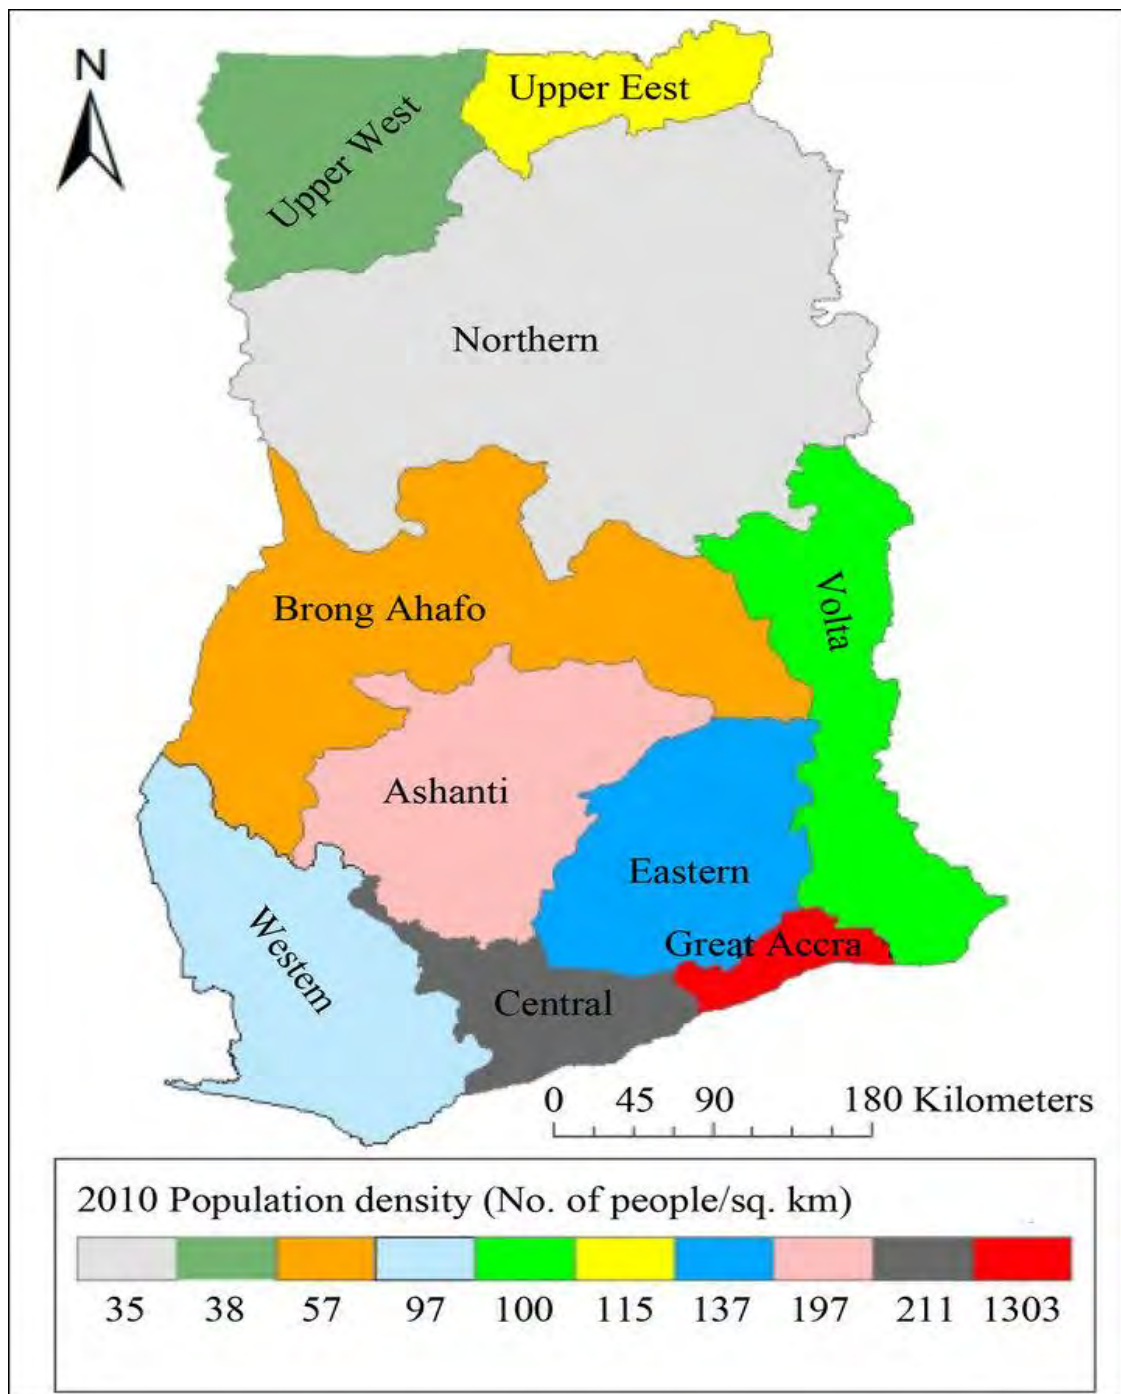 N
Upper Eest
Upper West
Northern
Brong Ahafo
Volta
Ashanti
Eastern
Western
Great Accra
Central
0 45 90 180 Kilometers
2010 Population density (No. of people/sq. km)
35 38 57 97 100 115 137 197 211 1303